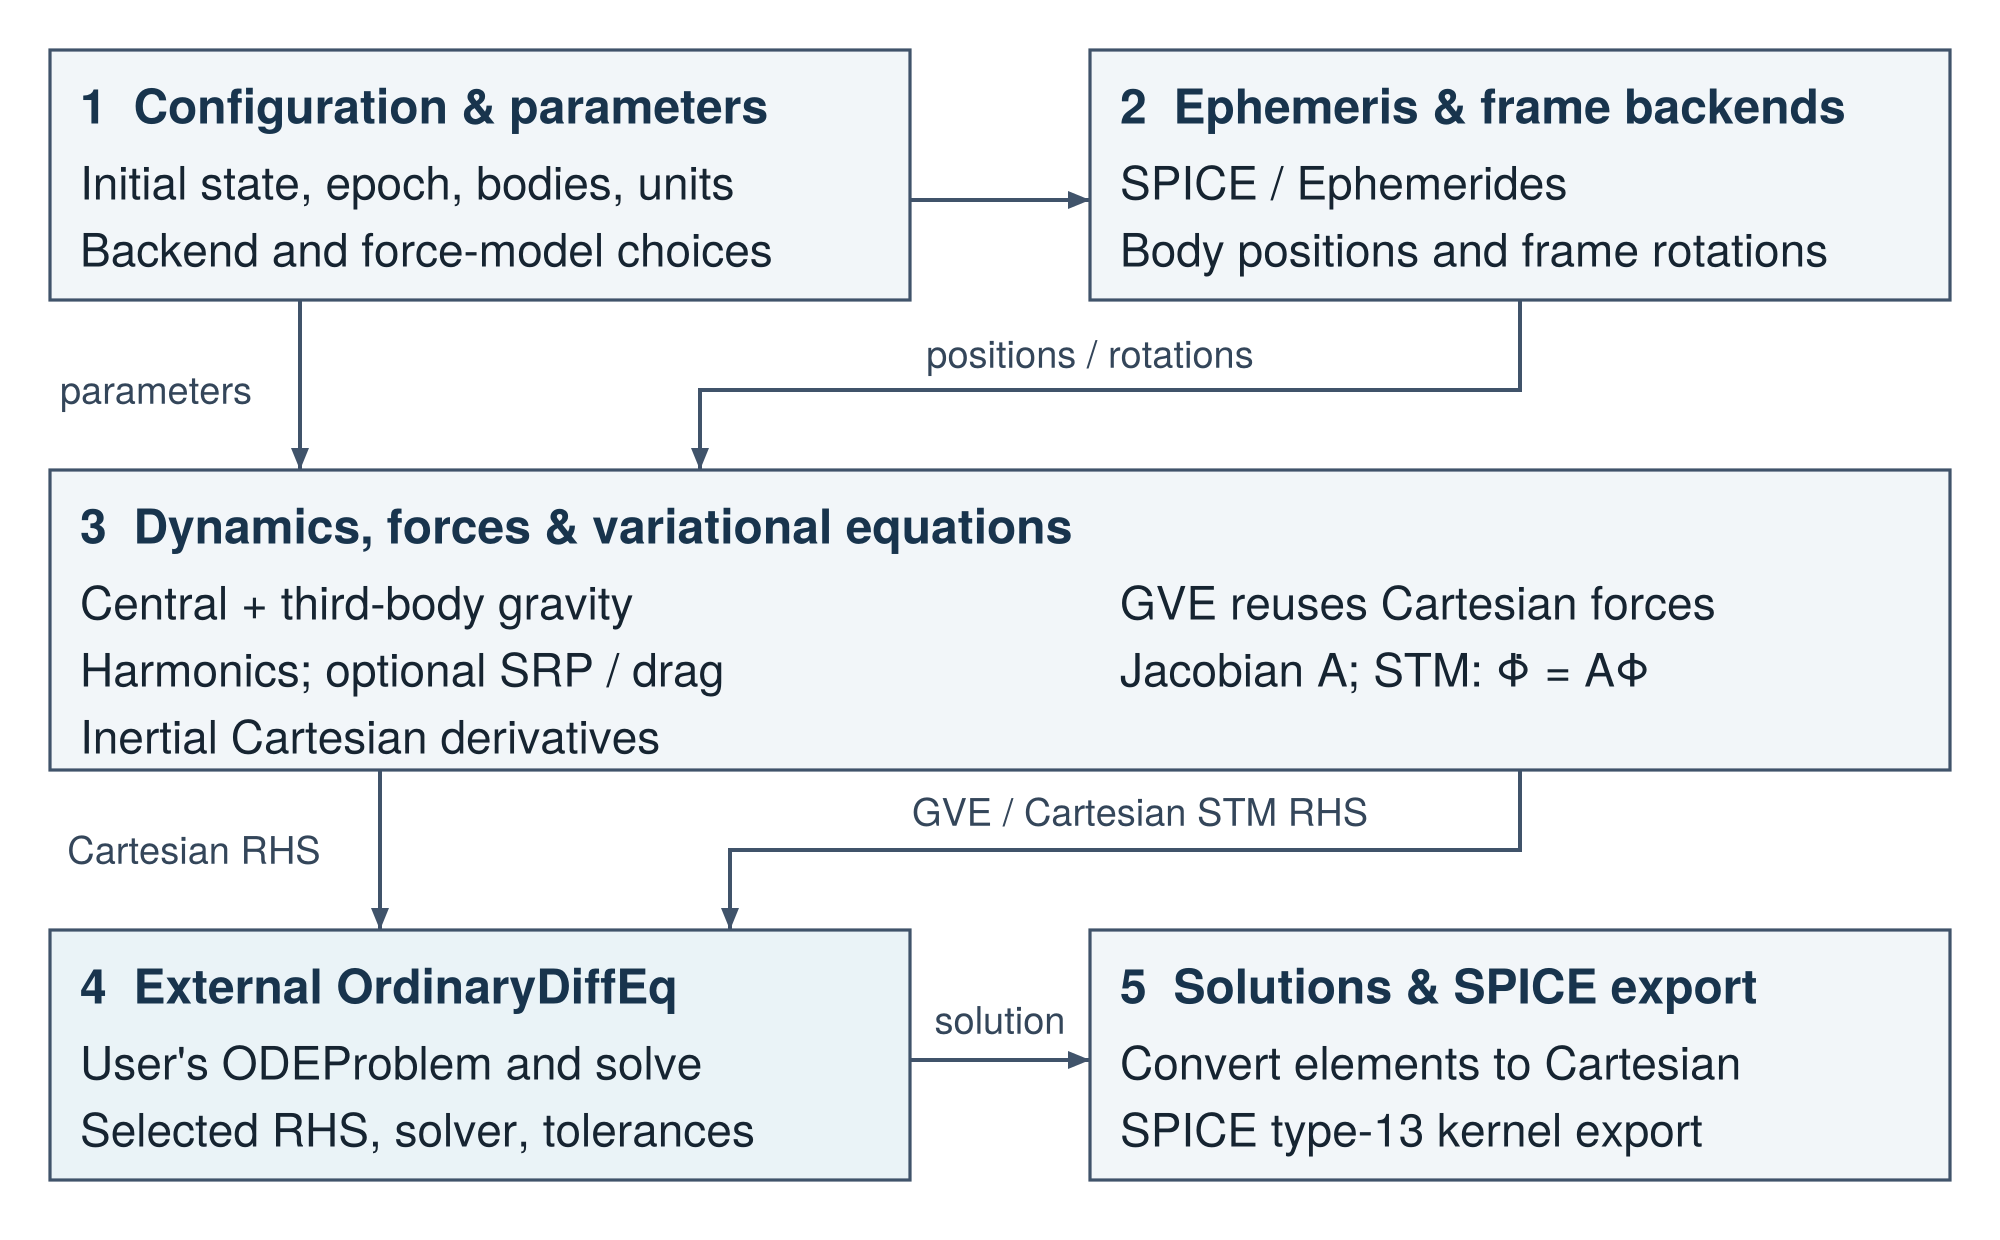 1 Configuration & parameters
Initial state, epoch, bodies, units
Backend and force-model choices
2 Ephemeris & frame backends
SPICE / Ephemerides
Body positions and frame rotations
parameters
positions / rotations
3 Dynamics, forces & variational equations
Central + third-body gravity
Harmonics; optional SRP / drag
Inertial Cartesian derivatives
GVE reuses Cartesian forces
Jacobian A; STM: Φ̇ = AΦ
Cartesian RHS
GVE / Cartesian STM RHS
4 External OrdinaryDiffEq
User's ODEProblem and solve
Selected RHS, solver, tolerances
solution
5 Solutions & SPICE export
Convert elements to Cartesian
SPICE type-13 kernel export